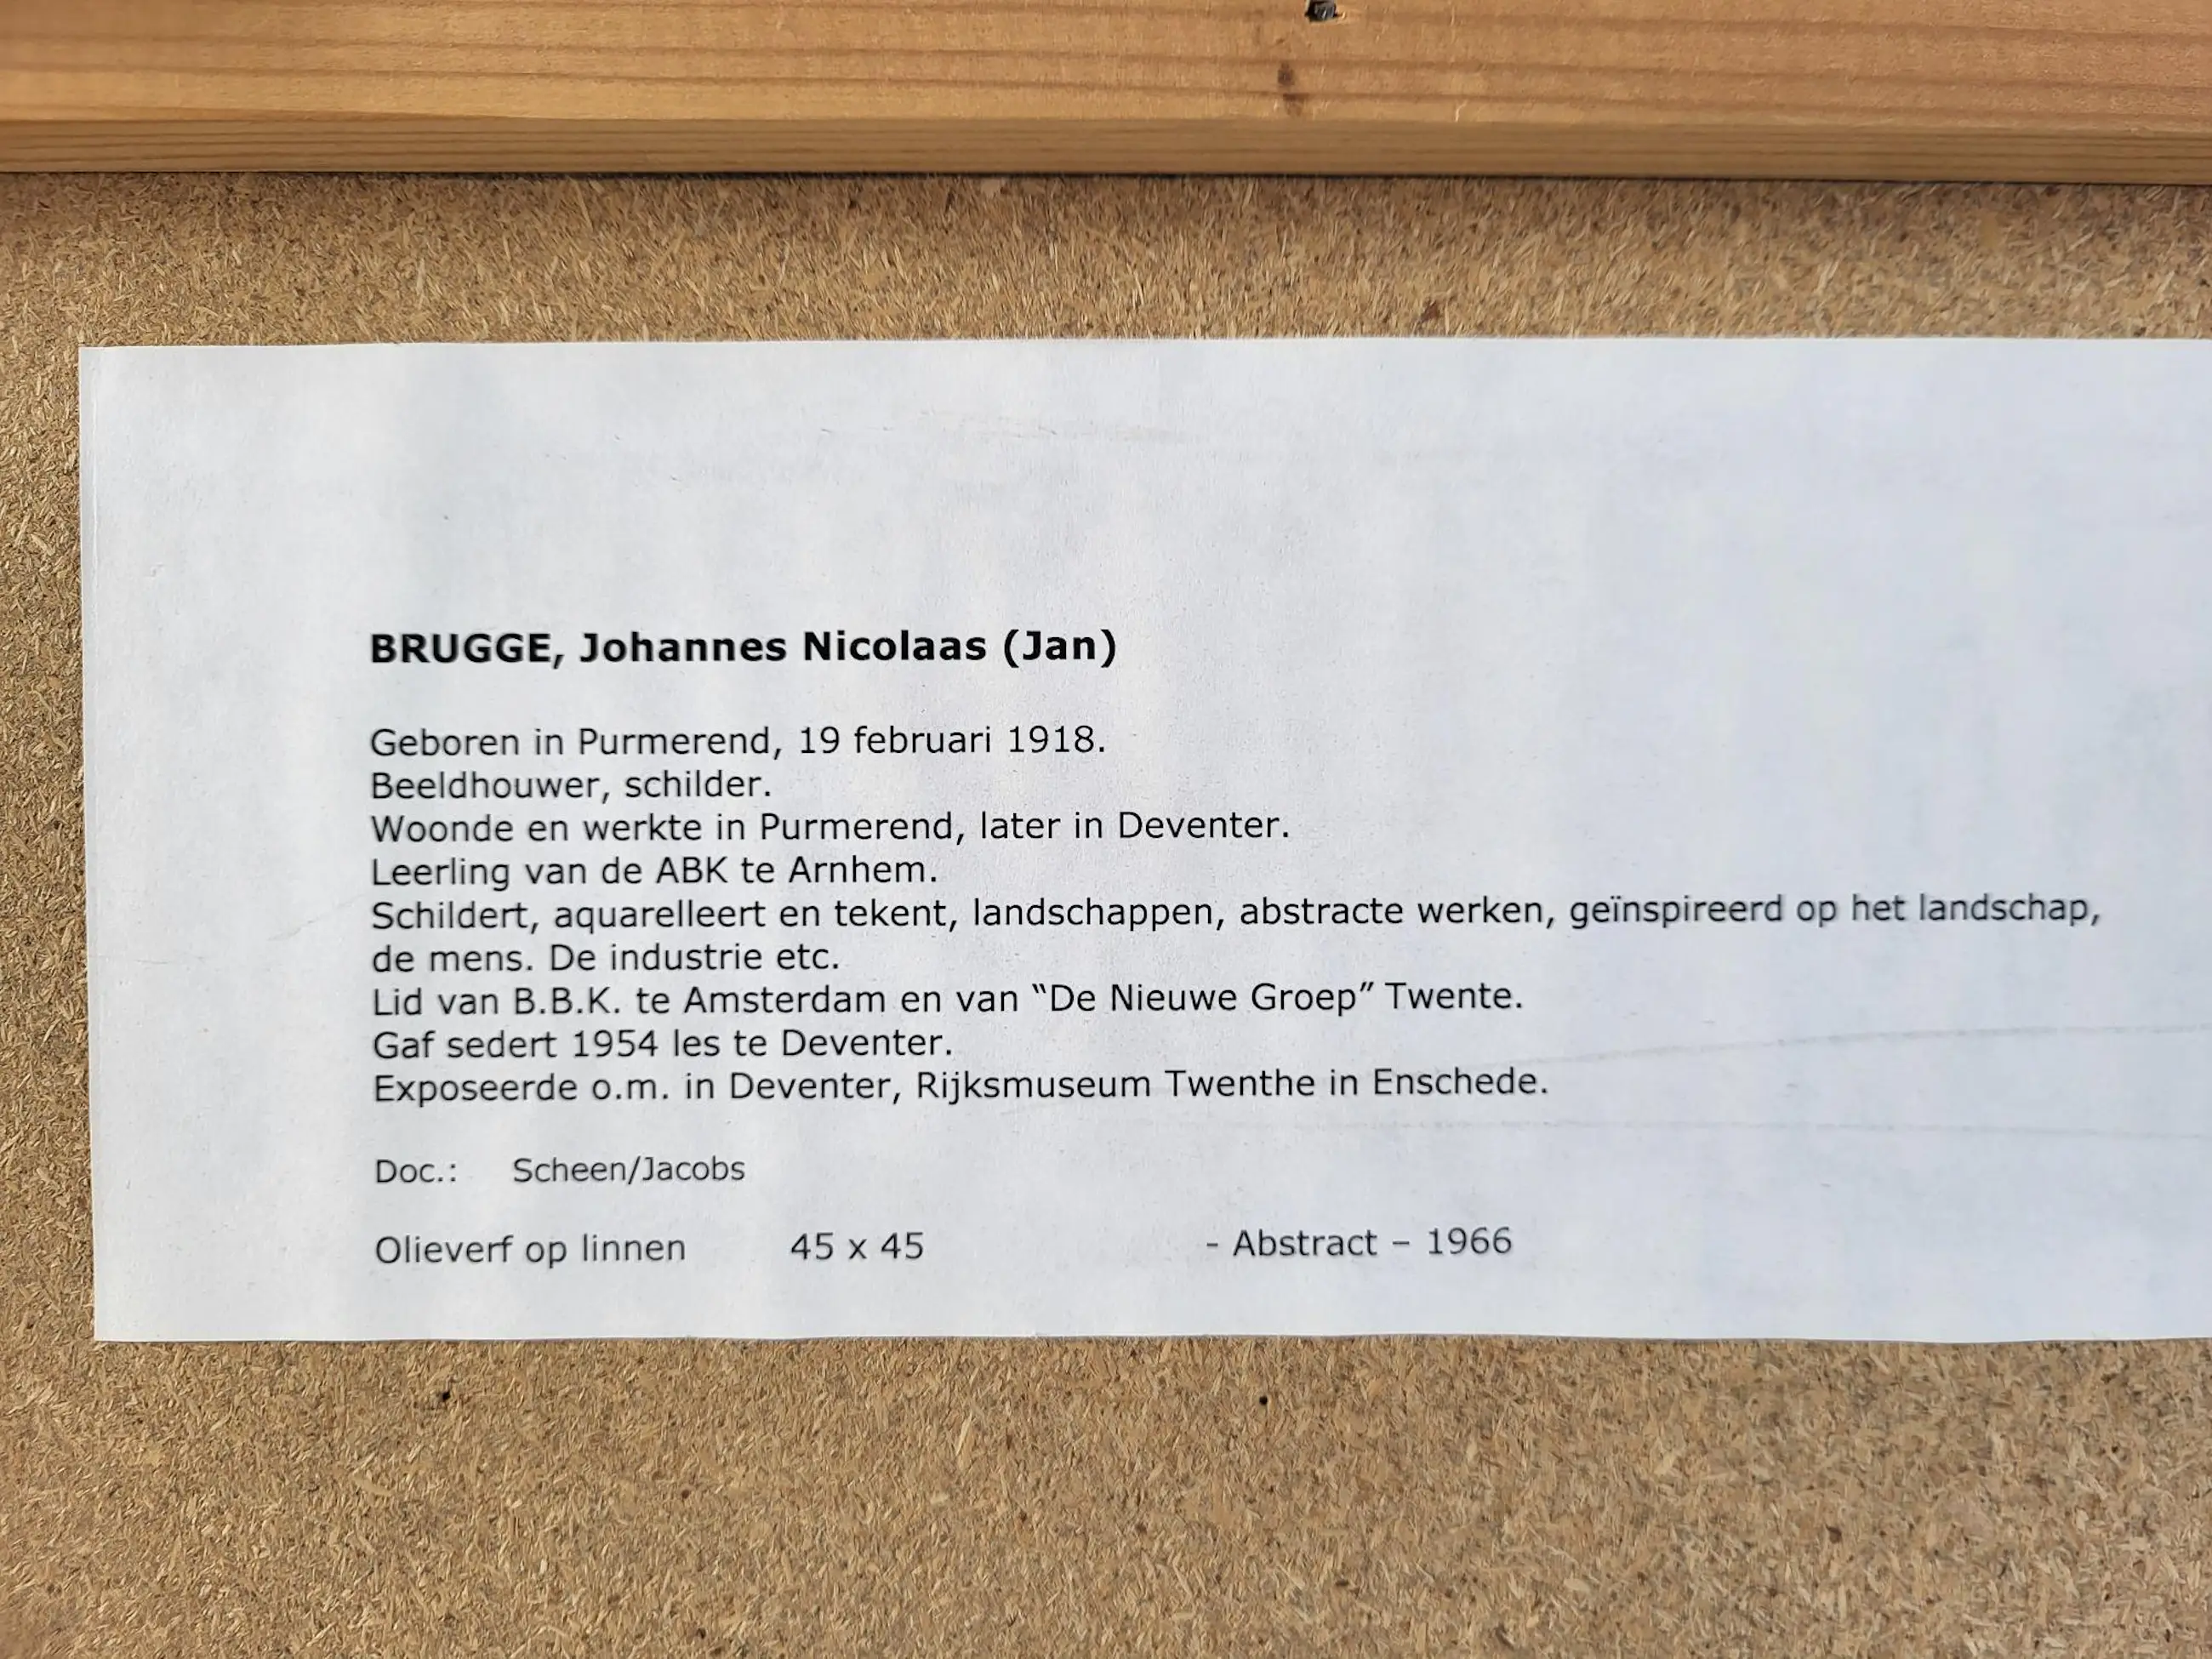 BRUGGE, Johannes Nicolaas (Jan)
Geboren in Purmerend, 19 februari 1918.
Beeldhouwer, schilder.
Woonde en werkte in Purmerend, later in Deventer.
Leerling van de ABK te Arnhem.
Schildert, aquarelleert en tekent, landschappen, abstracte werken, geïnspireerd op het landschap,
de mens. De industrie etc.
Lid van B.B.K. te Amsterdam en van “De Nieuwe Groep” Twente.
Gaf sedert 1954 les te Deventer.
Exposeerde o.m. in Deventer, Rijksmuseum Twenthe in Enschede.
Doc.: Scheen/Jacobs
Olieverf op linnen 45 x 45 - Abstract – 1966